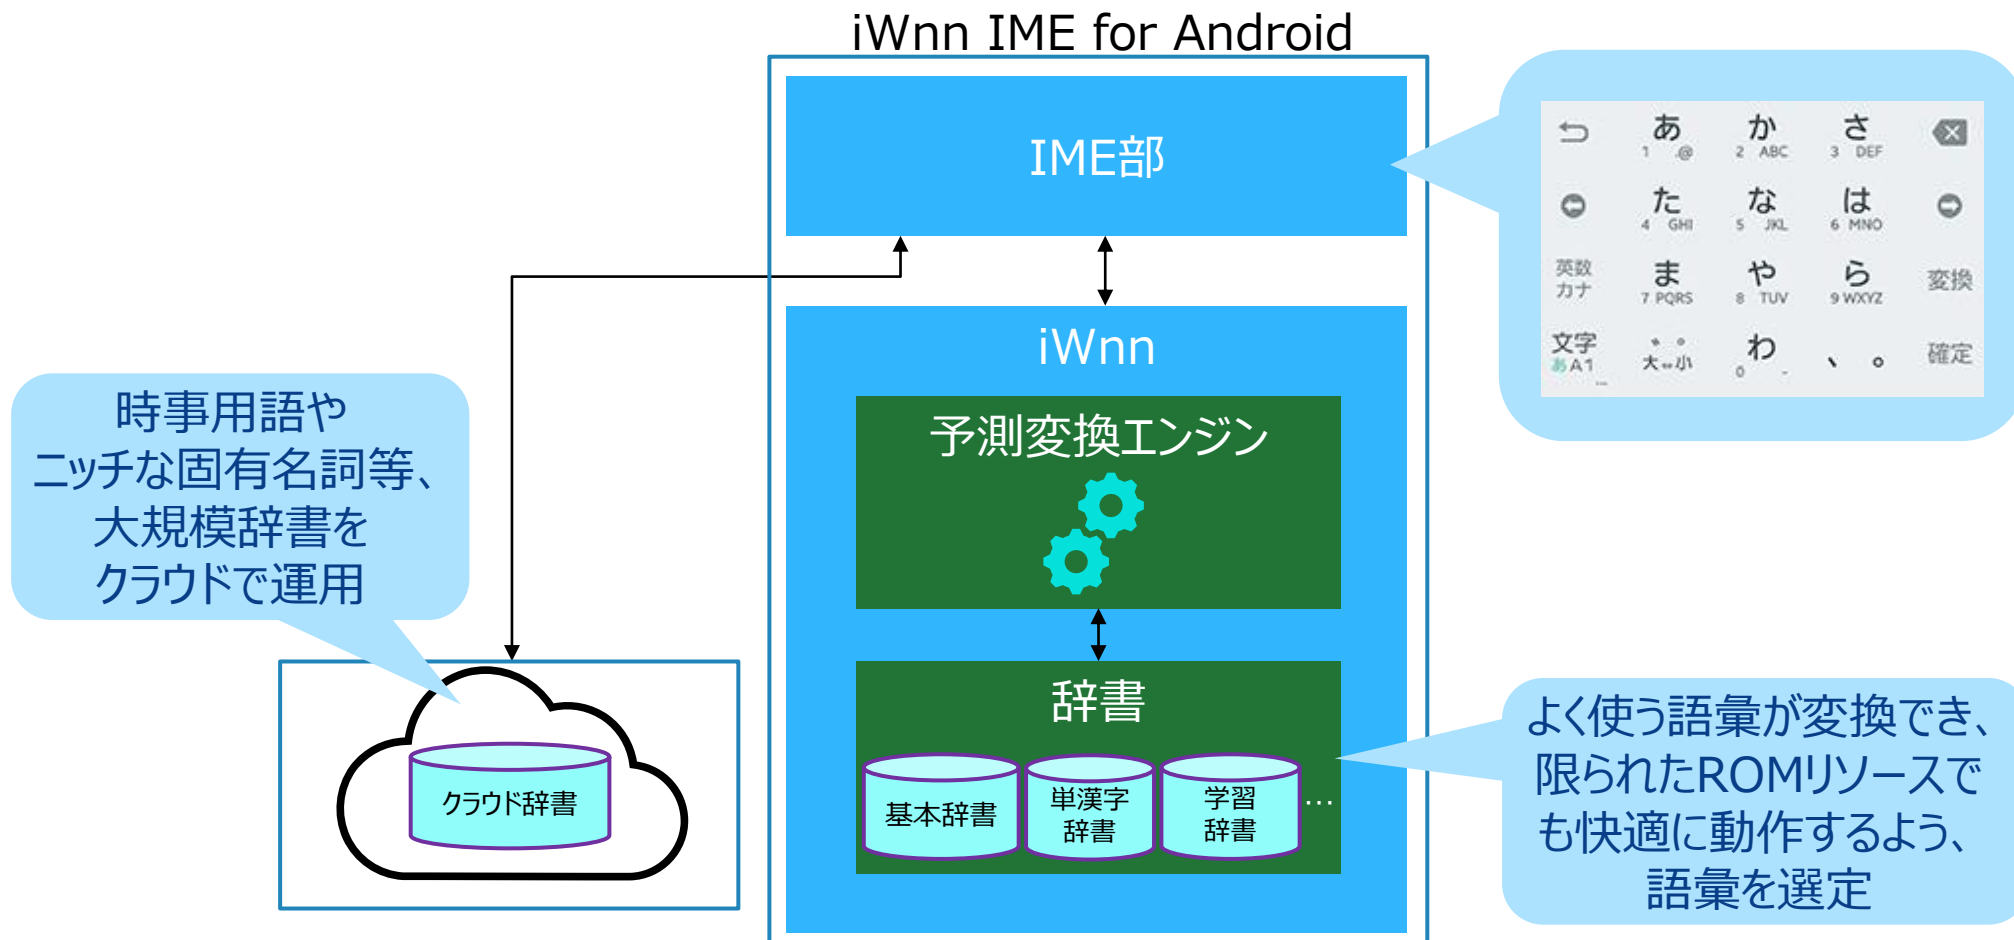 iWnn IME for Android
IME部
あ
1 .@
か
2 ABC
さ
3 DEF
た
4 GHI
な
5 JKL
は
6 MNO
英数
カナ
ま
7 PQRS
や
8 TUV
ら
9 WXYZ
変換
文字
あA1
...
゛ ゜
大⇔小
わ
0 -
、 。
確定
iWnn
予測変換エンジン
時事用語や
ニッチな固有名詞等、
大規模辞書を
クラウドで運用
辞書
クラウド辞書
基本辞書
単漢字
辞書
学習
辞書
…
よく使う語彙が変換でき、
限られたROMリソースで
も快適に動作するよう、
語彙を選定